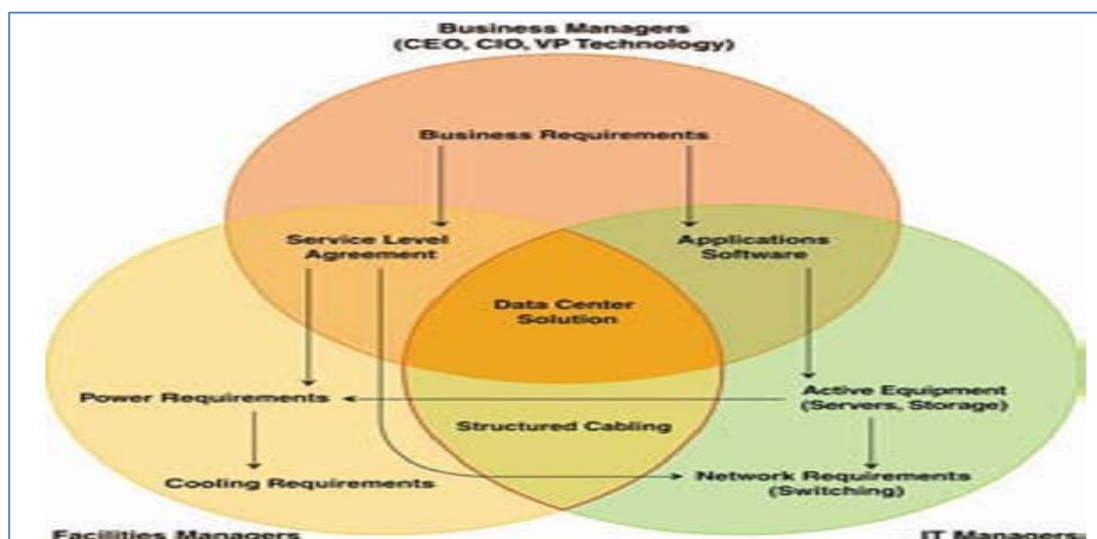 Business Managers
(CEO, CIO, VP Technology)
Business Requirements
Service Level
Agreement
Applications
Software
Data Center
Solution
Power Requirements
Active Equipment
(Servers, Storage)
Structured Cabling
Cooling Requirements
Network Requirements
(Switching)
Facilities Managers
IT Managers